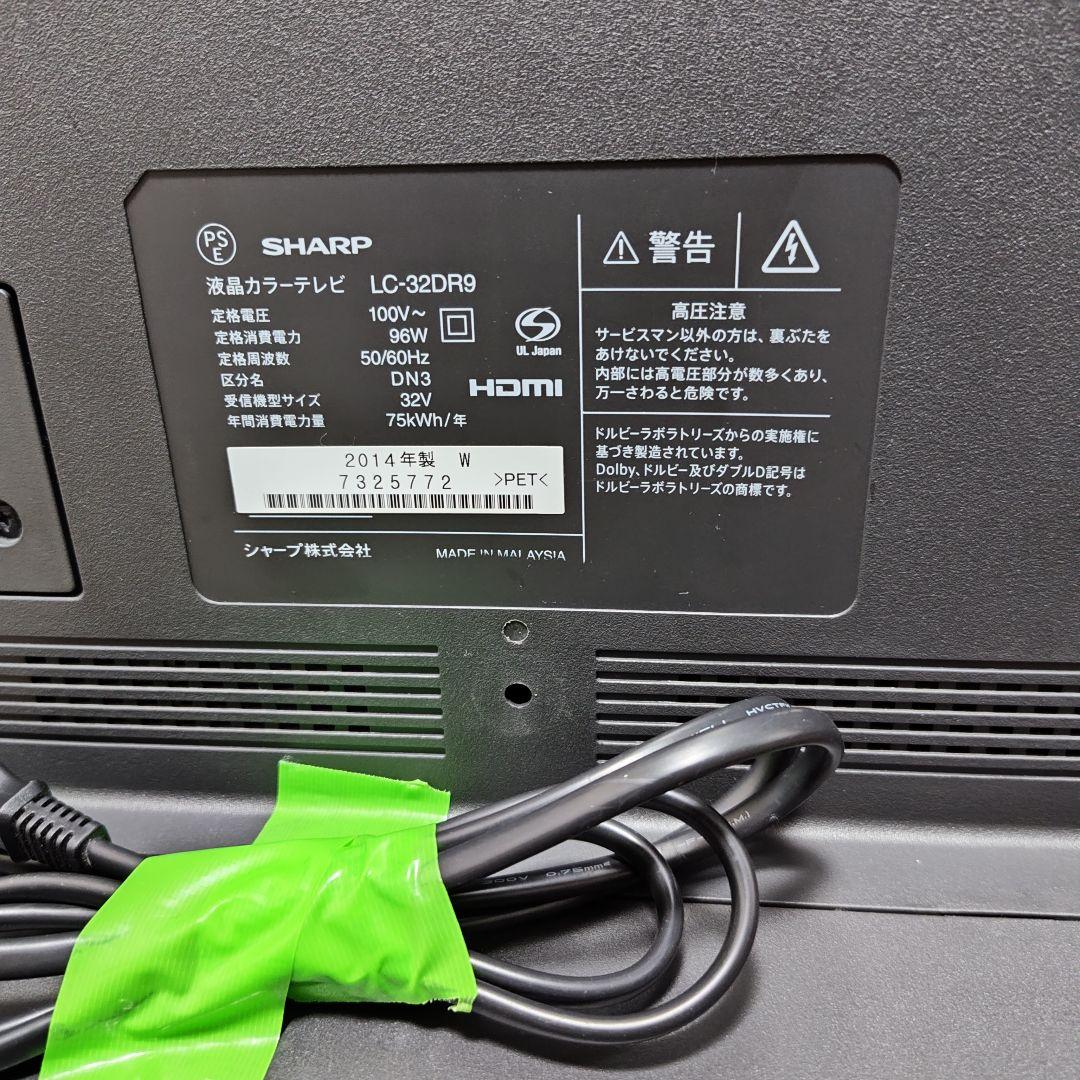 PS
E
SHARP
液晶カラーテレビ LC-32DR9
定格電圧 100V～
定格消費電力 96W
定格周波数 50/60Hz
区分名 DN3
受信機型サイズ 32V
年間消費電力量 75kWh/年
UL Japan
HDMI
2014年製 W
7325772 >PET<
シャープ株式会社 MADE IN MALAYSIA
警告
高圧注意
サービスマン以外の方は、裏ぶたを
あけないでください。
内部には高電圧部分が数多くあり、
万一さわると危険です。
ドルビーラボラトリーズからの実施権に
基づき製造されています。
Dolby、ドルビー及びダブルD記号は
ドルビーラボラトリーズの商標です。
0.75mm²